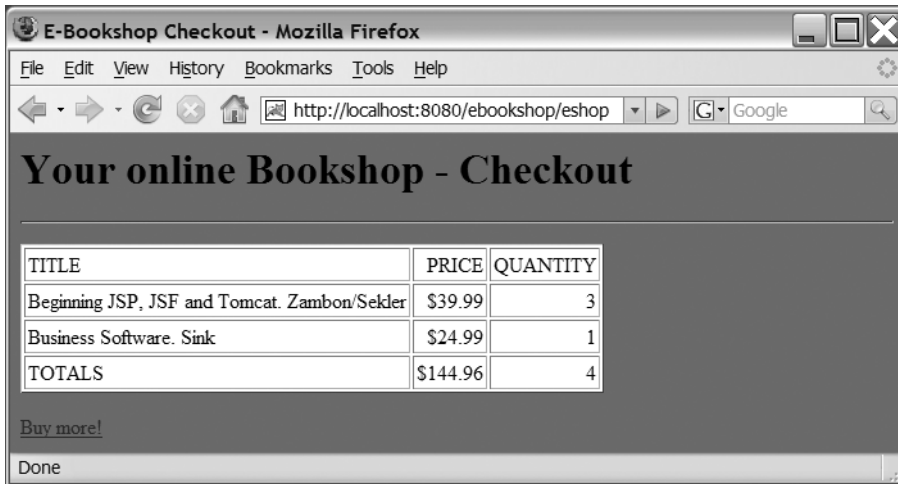 E-Bookshop Checkout - Mozilla Firefox
File Edit View History Bookmarks Tools Help
http://localhost:8080/ebookshop/eshop G Google
Your online Bookshop - Checkout
TITLE PRICE QUANTITY
Beginning JSP, JSF and Tomcat. Zambon/Sekler $39.99 3
Business Software. Sink $24.99 1
TOTALS $144.96 4
Buy more!
Done